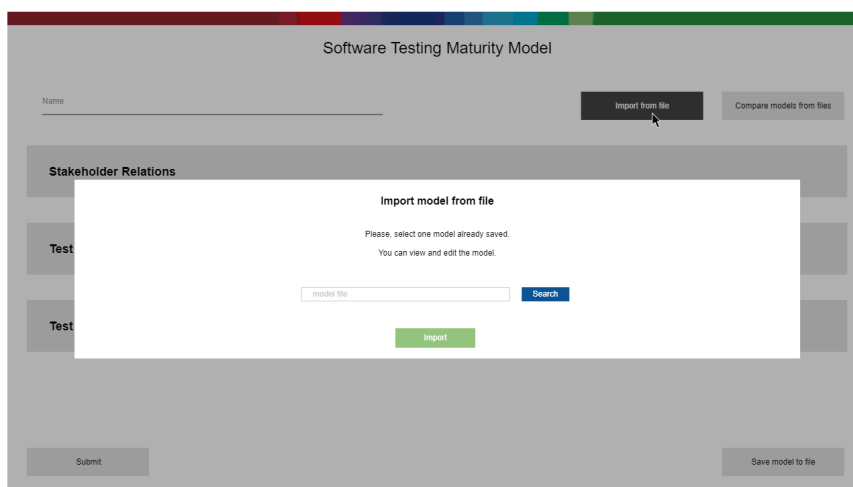 Software Testing Maturity Model
Name
Import from file
Compare models from files
Stakeholder Relations
Import model from file
Please, select one model already saved.
You can view and edit the model.
Test
model file
Search
Test
Import
Submit
Save model to file